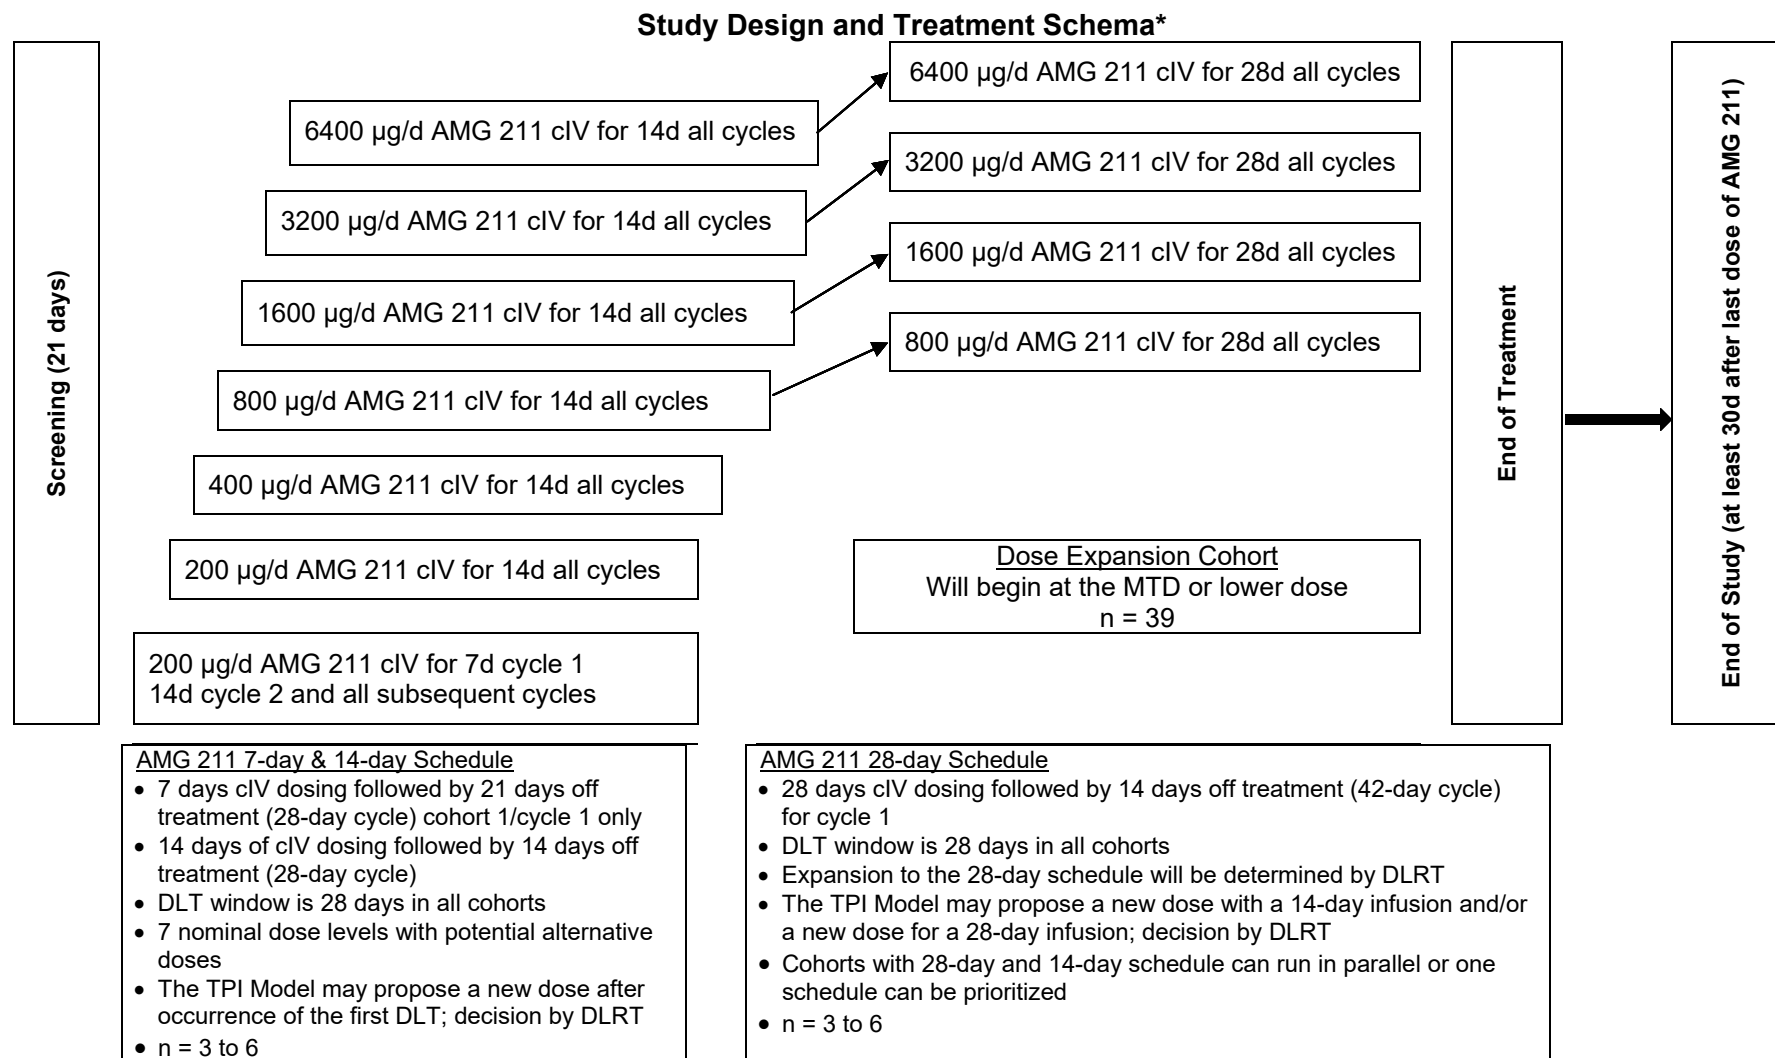 Study Design and Treatment Schema*
Screening (21 days)
6400 µg/d AMG 211 cIV for 14d all cycles
3200 µg/d AMG 211 cIV for 14d all cycles
1600 µg/d AMG 211 cIV for 14d all cycles
800 µg/d AMG 211 cIV for 14d all cycles
400 µg/d AMG 211 cIV for 14d all cycles
200 µg/d AMG 211 cIV for 14d all cycles
200 µg/d AMG 211 cIV for 7d cycle 1
14d cycle 2 and all subsequent cycles
6400 µg/d AMG 211 cIV for 28d all cycles
3200 µg/d AMG 211 cIV for 28d all cycles
1600 µg/d AMG 211 cIV for 28d all cycles
800 µg/d AMG 211 cIV for 28d all cycles
Dose Expansion Cohort
Will begin at the MTD or lower dose
n = 39
End of Treatment
End of Study (at least 30d after last dose of AMG 211)
AMG 211 7-day & 14-day Schedule
• 7 days cIV dosing followed by 21 days off
treatment (28-day cycle) cohort 1/cycle 1 only
• 14 days of cIV dosing followed by 14 days off
treatment (28-day cycle)
• DLT window is 28 days in all cohorts
• 7 nominal dose levels with potential alternative
doses
• The TPI Model may propose a new dose after
occurrence of the first DLT; decision by DLRT
• n = 3 to 6
AMG 211 28-day Schedule
• 28 days cIV dosing followed by 14 days off treatment (42-day cycle)
for cycle 1
• DLT window is 28 days in all cohorts
• Expansion to the 28-day schedule will be determined by DLRT
• The TPI Model may propose a new dose with a 14-day infusion and/or
a new dose for a 28-day infusion; decision by DLRT
• Cohorts with 28-day and 14-day schedule can run in parallel or one
schedule can be prioritized
• n = 3 to 6